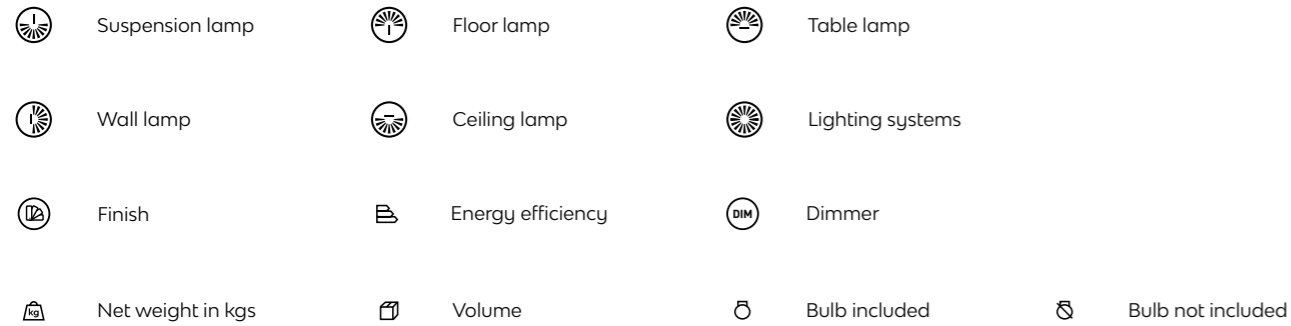 Suspension lamp
Floor lamp
Table lamp
Wall lamp
Ceiling lamp
Lighting systems
Finish
Energy efficiency
DIM
Dimmer
kg
Net weight in kgs
Volume
Bulb included
Bulb not included